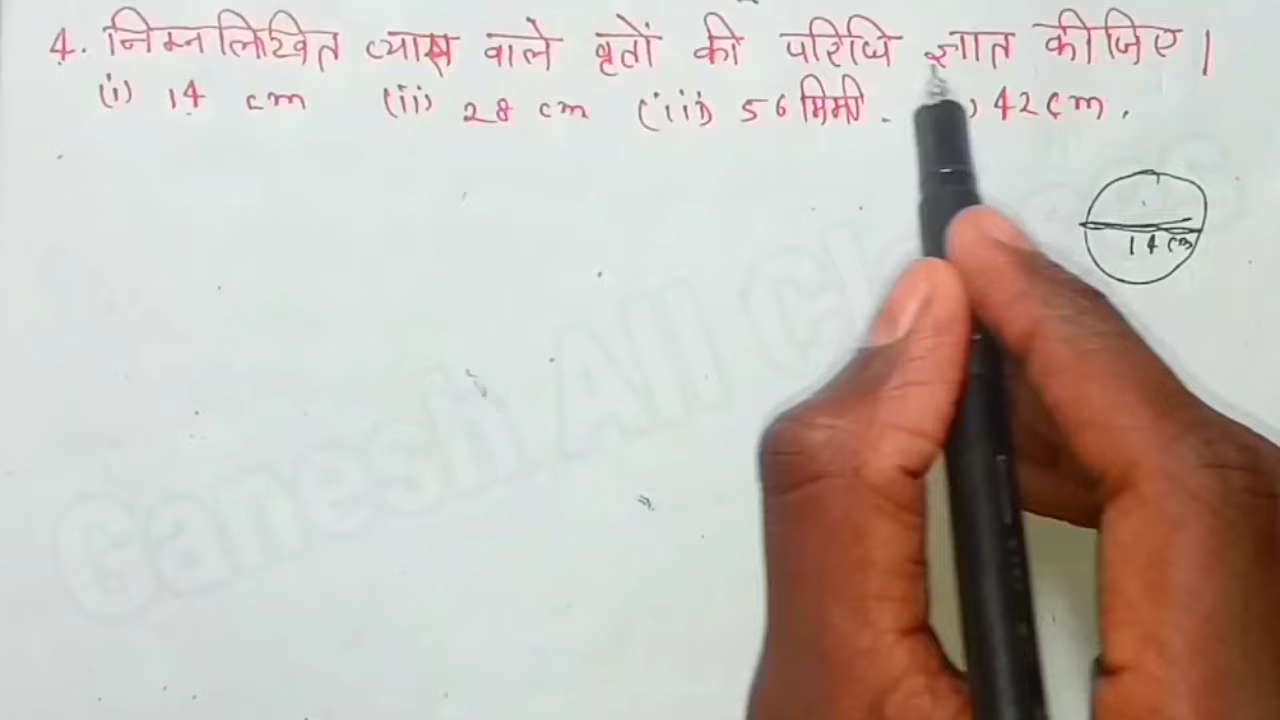 4. निम्नलिखित व्यास वाले वृतों की परिधि ज्ञात कीजिए।
(i) 14 cm (ii) 28 cm (iii) 56 मिमी. ) 42 cm.
14 cm
Ganesh All Classes